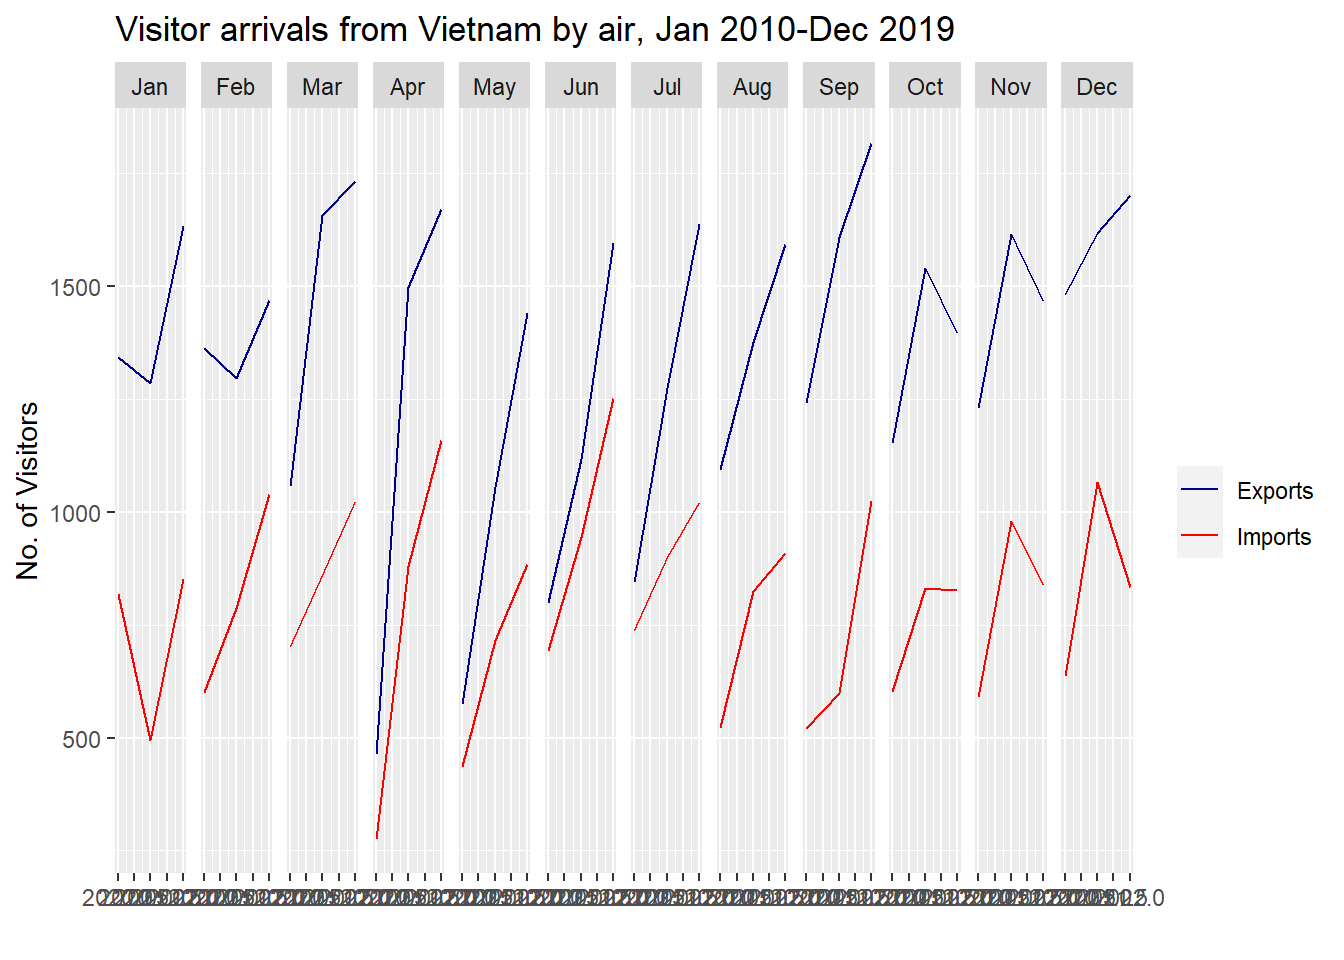 Visitor arrivals from Vietnam by air, Jan 2010-Dec 2019
Jan Feb Mar Apr May Jun Jul Aug Sep Oct Nov Dec
No. of Visitors
1500
1000
500
Exports
Imports